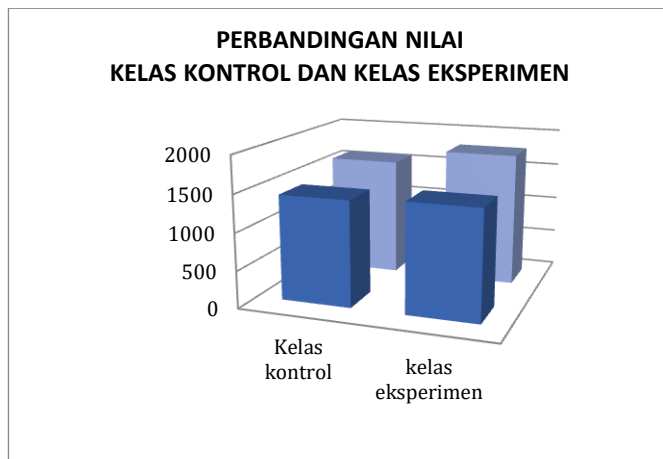 PERBANDINGAN NILAI
KELAS KONTROL DAN KELAS EKSPERIMEN
2000
1500
1000
500
0
Kelas
kontrol
kelas
eksperimen